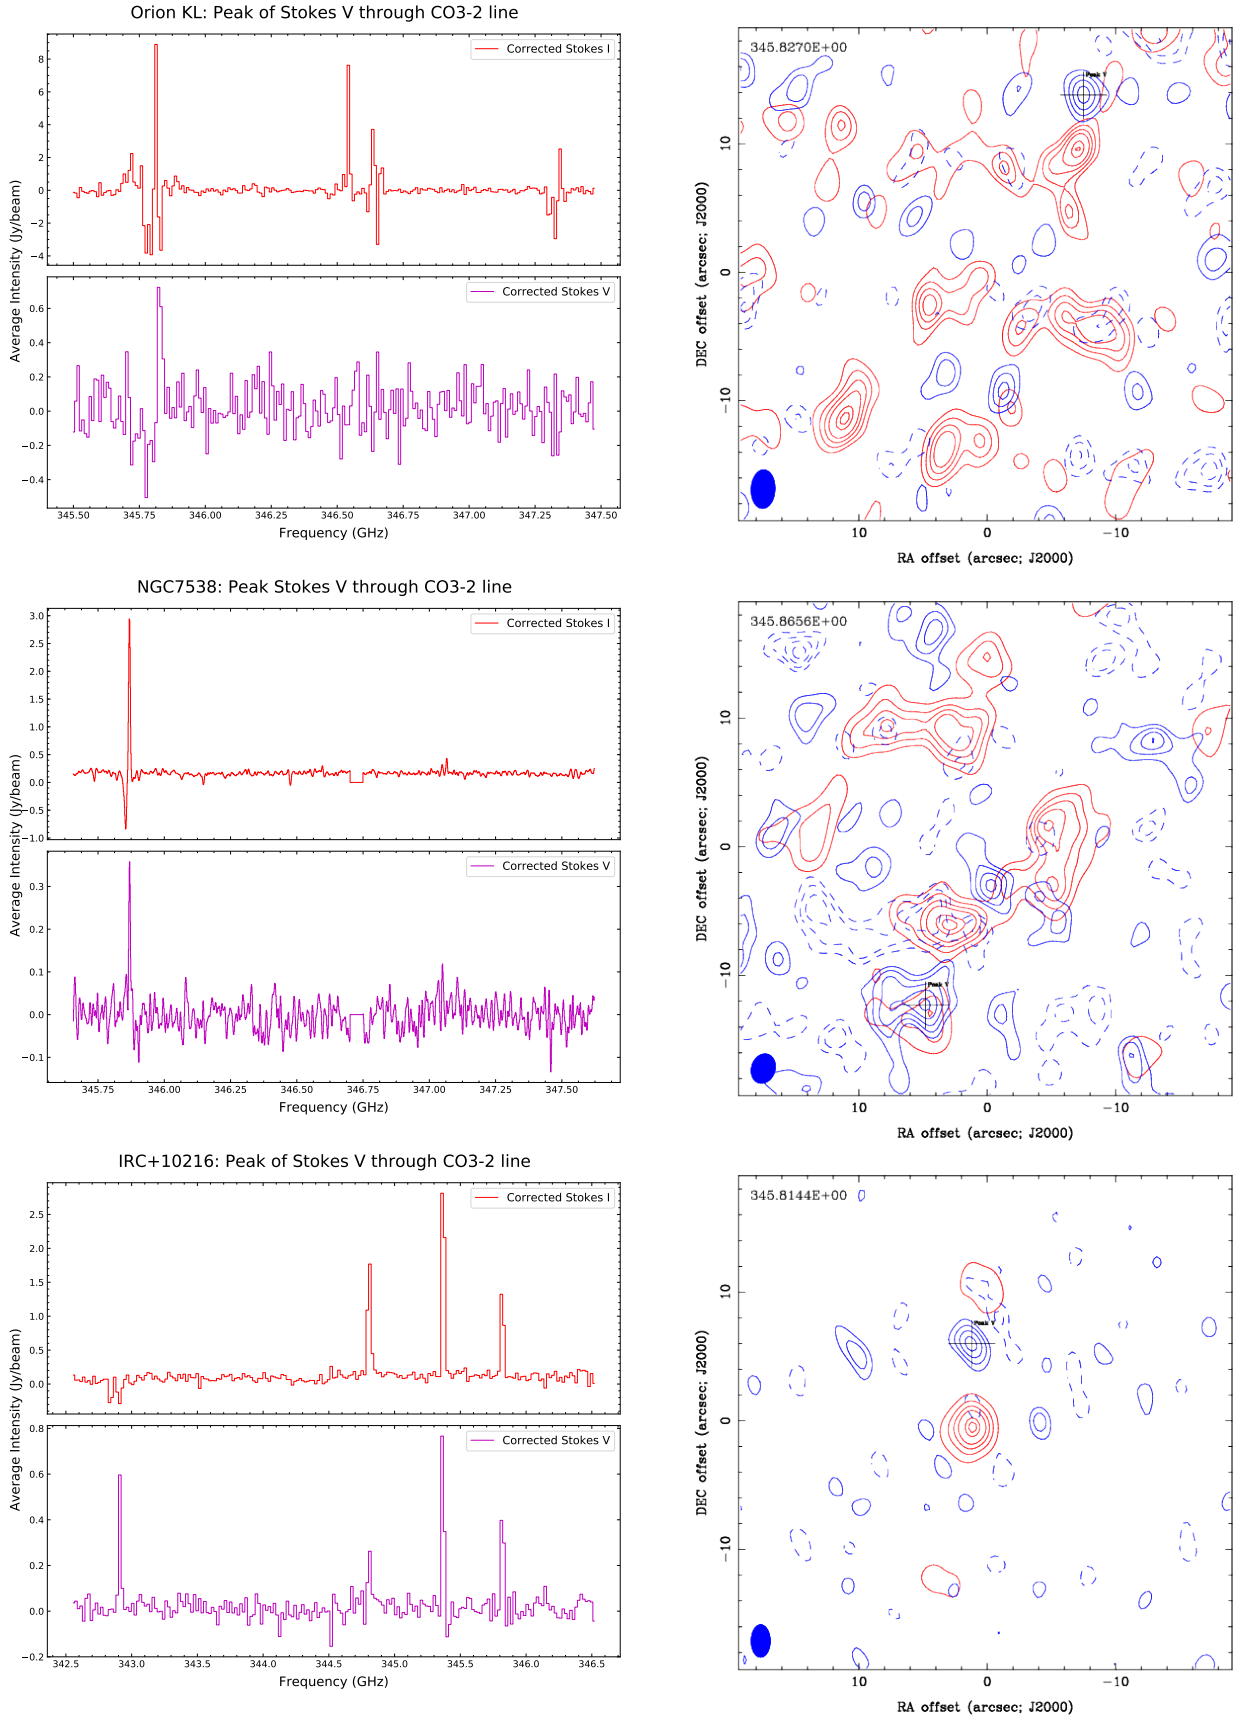 Orion KL: Peak of Stokes V through CO3-2 line
Corrected Stokes I
8
6
4
2
0
−2
−4
Corrected Stokes V
0.6
0.4
0.2
0.0
−0.2
−0.4
Average Intensity (Jy/beam)
345.50 345.75 346.00 346.25 346.50 346.75 347.00 347.25 347.50
Frequency (GHz)
345.8270E+00
Peak V
10
0
−10
DEC offset (arcsec; J2000)
10 0 −10
RA offset (arcsec; J2000)
NGC7538: Peak Stokes V through CO3-2 line
Corrected Stokes I
3.0
2.5
2.0
1.5
1.0
0.5
0.0
−0.5
−1.0
Corrected Stokes V
0.3
0.2
0.1
0.0
−0.1
Average Intensity (Jy/beam)
345.75 346.00 346.25 346.50 346.75 347.00 347.25 347.50
Frequency (GHz)
345.8656E+00
Peak V
10
0
−10
DEC offset (arcsec; J2000)
10 0 −10
RA offset (arcsec; J2000)
IRC+10216: Peak of Stokes V through CO3-2 line
Corrected Stokes I
2.5
2.0
1.5
1.0
0.5
0.0
Corrected Stokes V
0.8
0.6
0.4
0.2
0.0
−0.2
Average Intensity (Jy/beam)
342.5 343.0 343.5 344.0 344.5 345.0 345.5 346.0 346.5
Frequency (GHz)
345.8144E+00
Peak V
10
0
−10
DEC offset (arcsec; J2000)
10 0 −10
RA offset (arcsec; J2000)